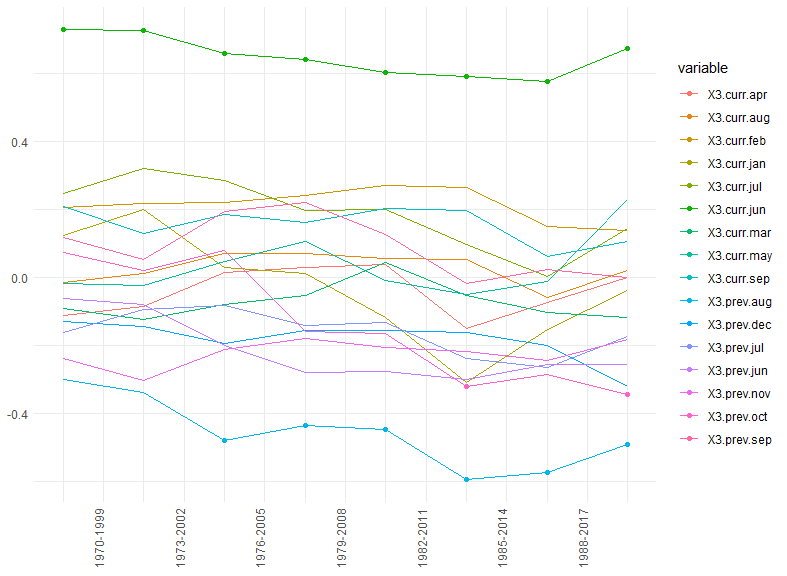 variable
X3.curr.apr
X3.curr.aug
X3.curr.feb
X3.curr.jan
X3.curr.jul
X3.curr.jun
X3.curr.mar
X3.curr.may
X3.curr.sep
X3.prev.aug
X3.prev.dec
X3.prev.jul
X3.prev.jun
X3.prev.nov
X3.prev.oct
X3.prev.sep
0.4
0.0
-0.4
1970-1999
1973-2002
1976-2005
1979-2008
1982-2011
1985-2014
1988-2017